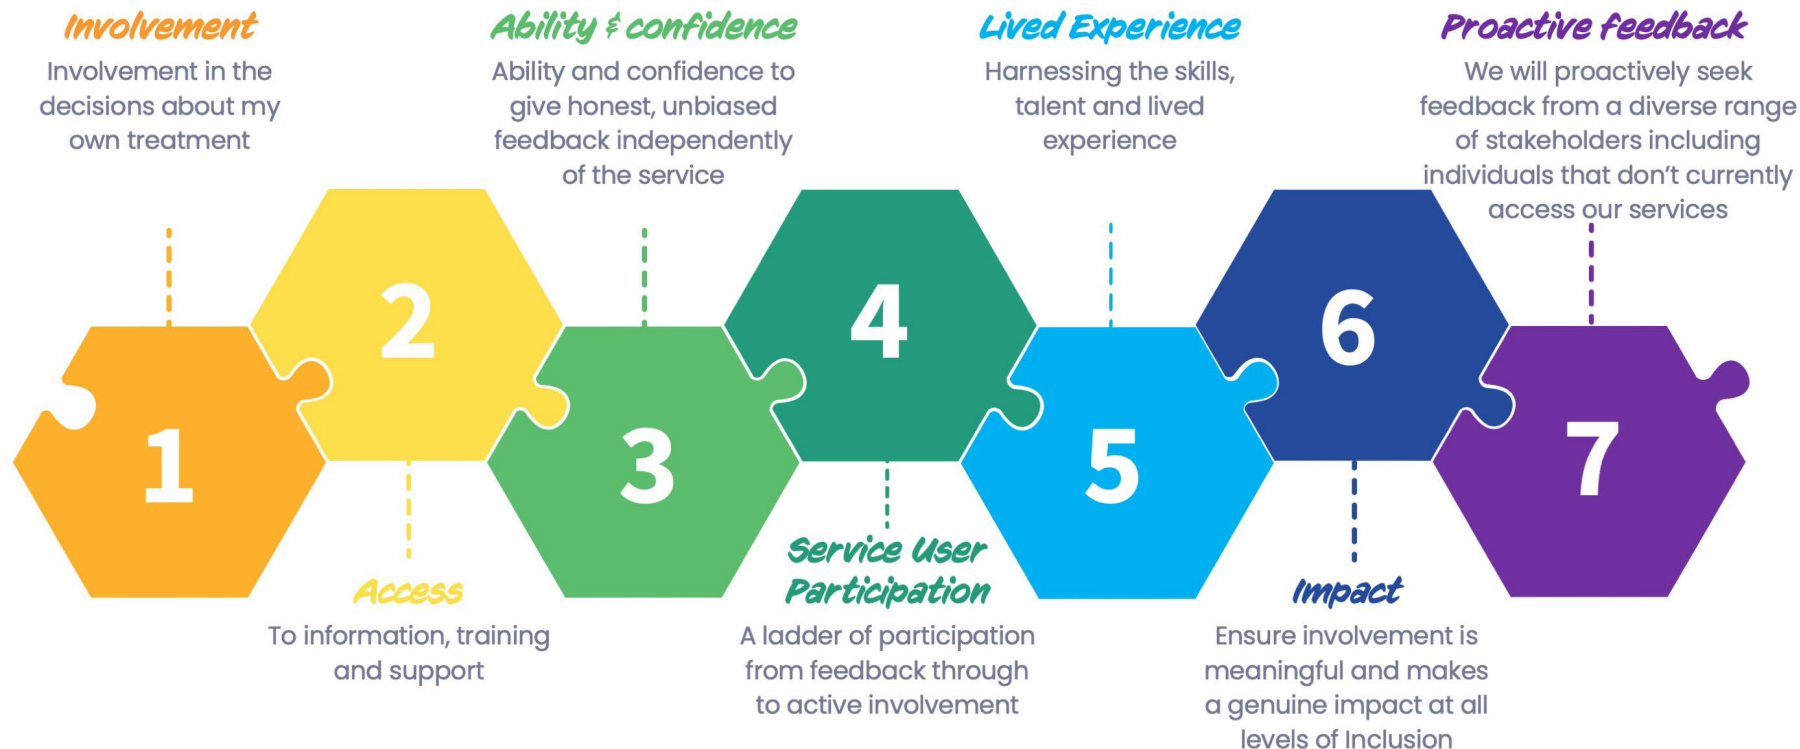 Involvement
Involvement in the
decisions about my
own treatment
Ability & confidence
Ability and confidence to
give honest, unbiased
feedback independently
of the service
Lived Experience
Harnessing the skills,
talent and lived
experience
Proactive feedback
We will proactively seek
feedback from a diverse range
of stakeholders including
individuals that don’t currently
access our services
1
2
3
4
5
6
7
Access
To information, training
and support
Service User
Participation
A ladder of participation
from feedback through
to active involvement
Impact
Ensure involvement is
meaningful and makes
a genuine impact at all
levels of Inclusion